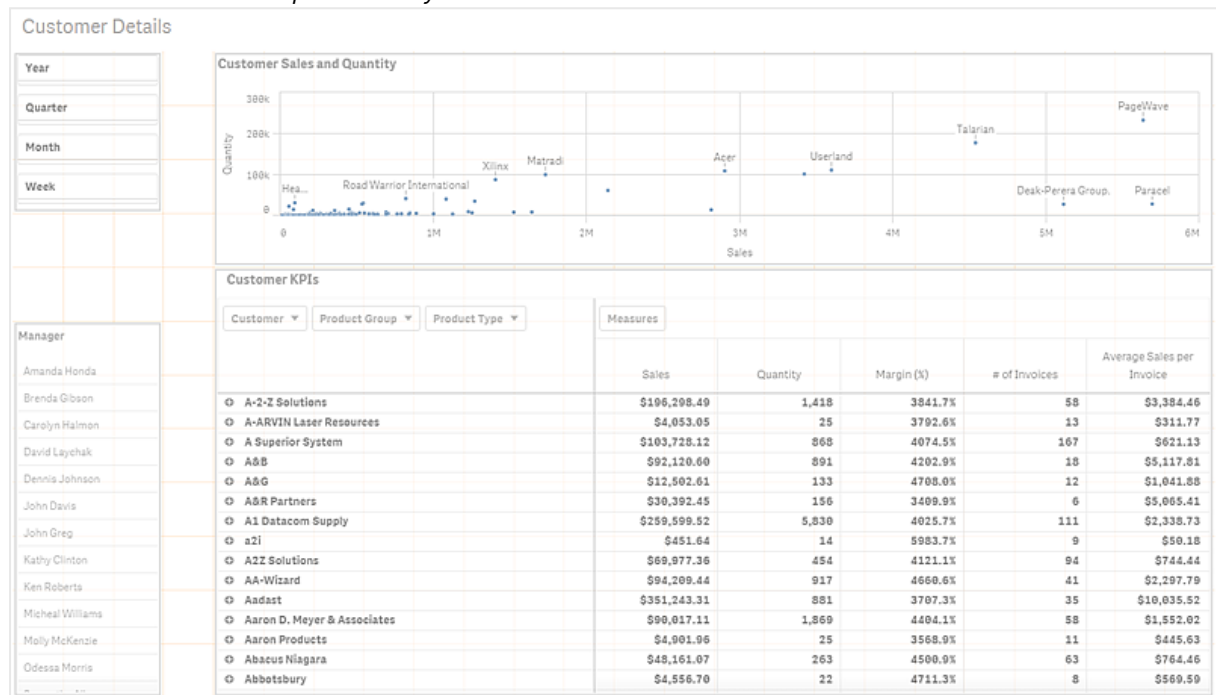 Customer Details
Year
Quarter
Month
Week
Customer Sales and Quantity
300k
200k
100k
0
Quantity
PageWave
Talarian
Acer
Userland
Xilinx
Matradi
Hea...
Road Warrior International
Deak-Perera Group.
Paracel
0 1M 2M 3M 4M 5M 6M
Sales
Manager
Amanda Honda
Brenda Gibson
Carolyn Halmon
David Laychak
Dennis Johnson
John Davis
John Greg
Kathy Clinton
Ken Roberts
Micheal Williams
Molly McKenzie
Odessa Morris
Customer KPIs
Customer Product Group Product Type Measures
Sales Quantity Margin (%) # of Invoices Average Sales per Invoice
A-2-Z Solutions $196,298.49 1,418 3841.7% 58 $3,384.46
A-ARVIN Laser Resources $4,053.05 25 3792.6% 13 $311.77
A Superior System $103,728.12 868 4074.5% 167 $621.13
A&B $92,120.60 891 4202.9% 18 $5,117.81
A&G $12,502.61 133 4708.0% 12 $1,041.88
A&R Partners $30,392.45 156 3409.9% 6 $5,065.41
A1 Datacom Supply $259,599.52 5,830 4025.7% 111 $2,338.73
a2i $451.64 14 5983.7% 9 $50.18
A2Z Solutions $69,977.36 454 4121.1% 94 $744.44
AA-Wizard $94,209.44 917 4660.6% 41 $2,297.79
Aadast $351,243.31 881 3707.3% 35 $10,035.52
Aaron D. Meyer & Associates $90,017.11 1,869 4404.1% 58 $1,552.02
Aaron Products $4,901.96 25 3568.9% 11 $445.63
Abacus Niagara $48,161.07 263 4500.9% 63 $764.46
Abbotsbury $4,556.70 22 4711.3% 8 $569.59